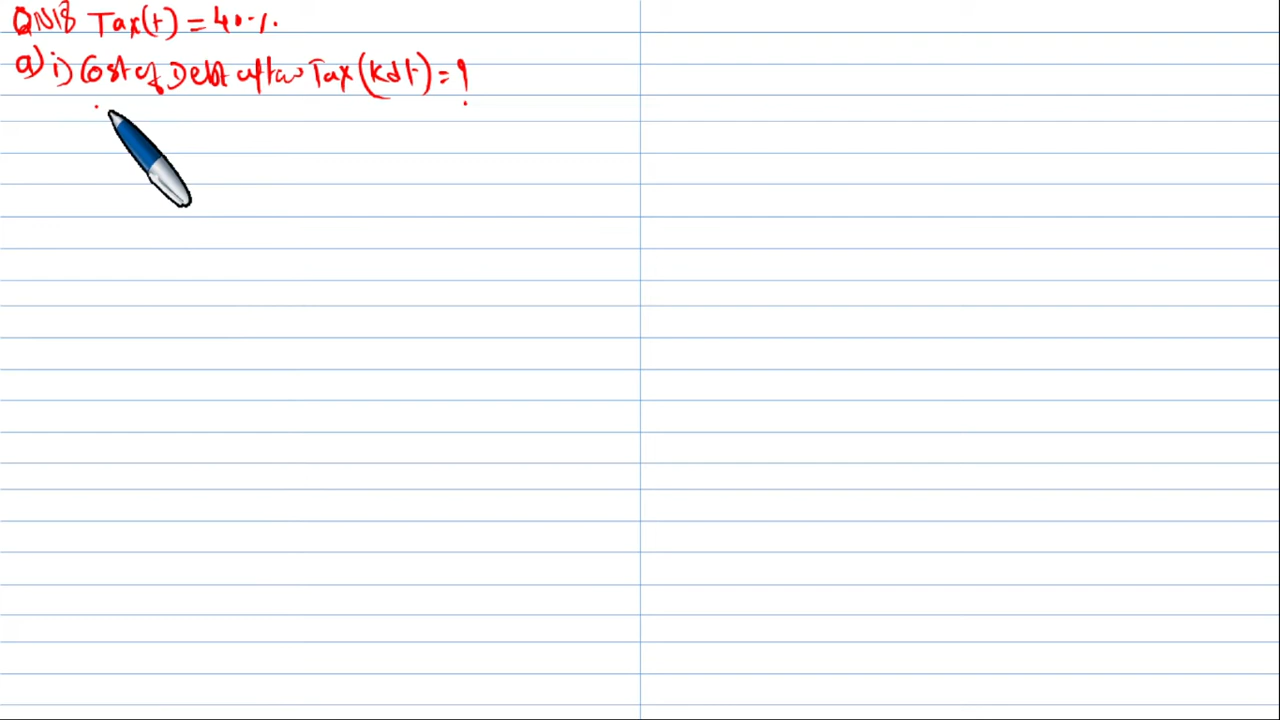 QN18 Tax(t) = 40%.
a) i) Cost of Debt after Tax (Kdt) = ?